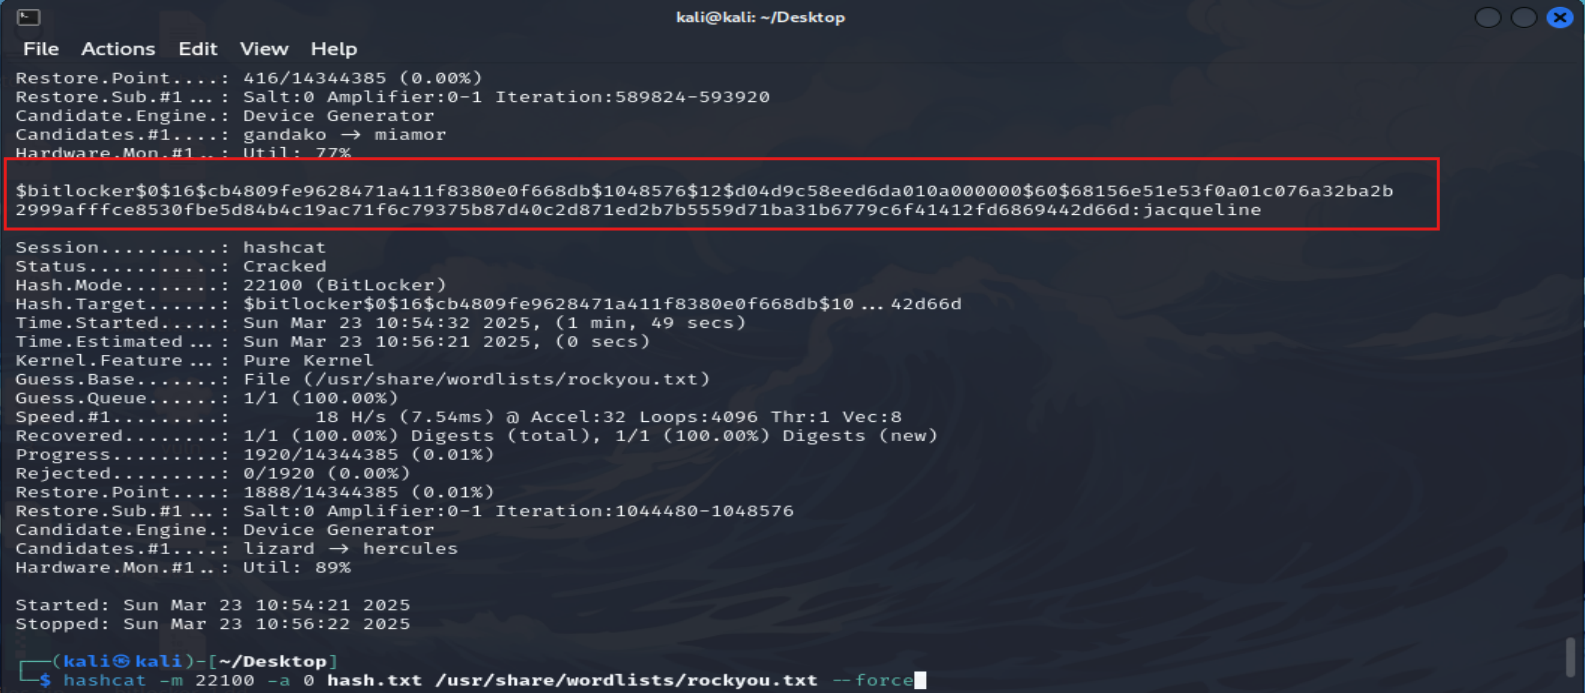 kali@kali: ~/Desktop
File Actions Edit View Help
Restore.Point....: 416/14344385 (0.00%)
Restore.Sub.#1...: Salt:0 Amplifier:0-1 Iteration:589824-593920
Candidate.Engine.: Device Generator
Candidates.#1....: gandako → miamor
Hardware.Mon.#1..: Util: 77%
$bitlocker$0$16$cb4809fe9628471a411f8380e0f668db$1048576$12$d04d9c58eed6da010a000000$60$68156e51e53f0a01c076a32ba2b
2999afffce8530fbe5d84b4c19ac71f6c79375b87d40c2d871ed2b7b5559d71ba31b6779c6f41412fd6869442d66d:jacqueline
Session..........: hashcat
Status...........: Cracked
Hash.Mode........: 22100 (BitLocker)
Hash.Target......: $bitlocker$0$16$cb4809fe9628471a411f8380e0f668db$10...42d66d
Time.Started.....: Sun Mar 23 10:54:32 2025, (1 min, 49 secs)
Time.Estimated...: Sun Mar 23 10:56:21 2025, (0 secs)
Kernel.Feature...: Pure Kernel
Guess.Base.......: File (/usr/share/wordlists/rockyou.txt)
Guess.Queue......: 1/1 (100.00%)
Speed.#1.........: 18 H/s (7.54ms) @ Accel:32 Loops:4096 Thr:1 Vec:8
Recovered........: 1/1 (100.00%) Digests (total), 1/1 (100.00%) Digests (new)
Progress.........: 1920/14344385 (0.01%)
Rejected.........: 0/1920 (0.00%)
Restore.Point....: 1888/14344385 (0.01%)
Restore.Sub.#1...: Salt:0 Amplifier:0-1 Iteration:1044480-1048576
Candidate.Engine.: Device Generator
Candidates.#1....: lizard → hercules
Hardware.Mon.#1..: Util: 89%
Started: Sun Mar 23 10:54:21 2025
Stopped: Sun Mar 23 10:56:22 2025
┌──(kali㉿kali)-[~/Desktop]
└─$ hashcat -m 22100 -a 0 hash.txt /usr/share/wordlists/rockyou.txt --force